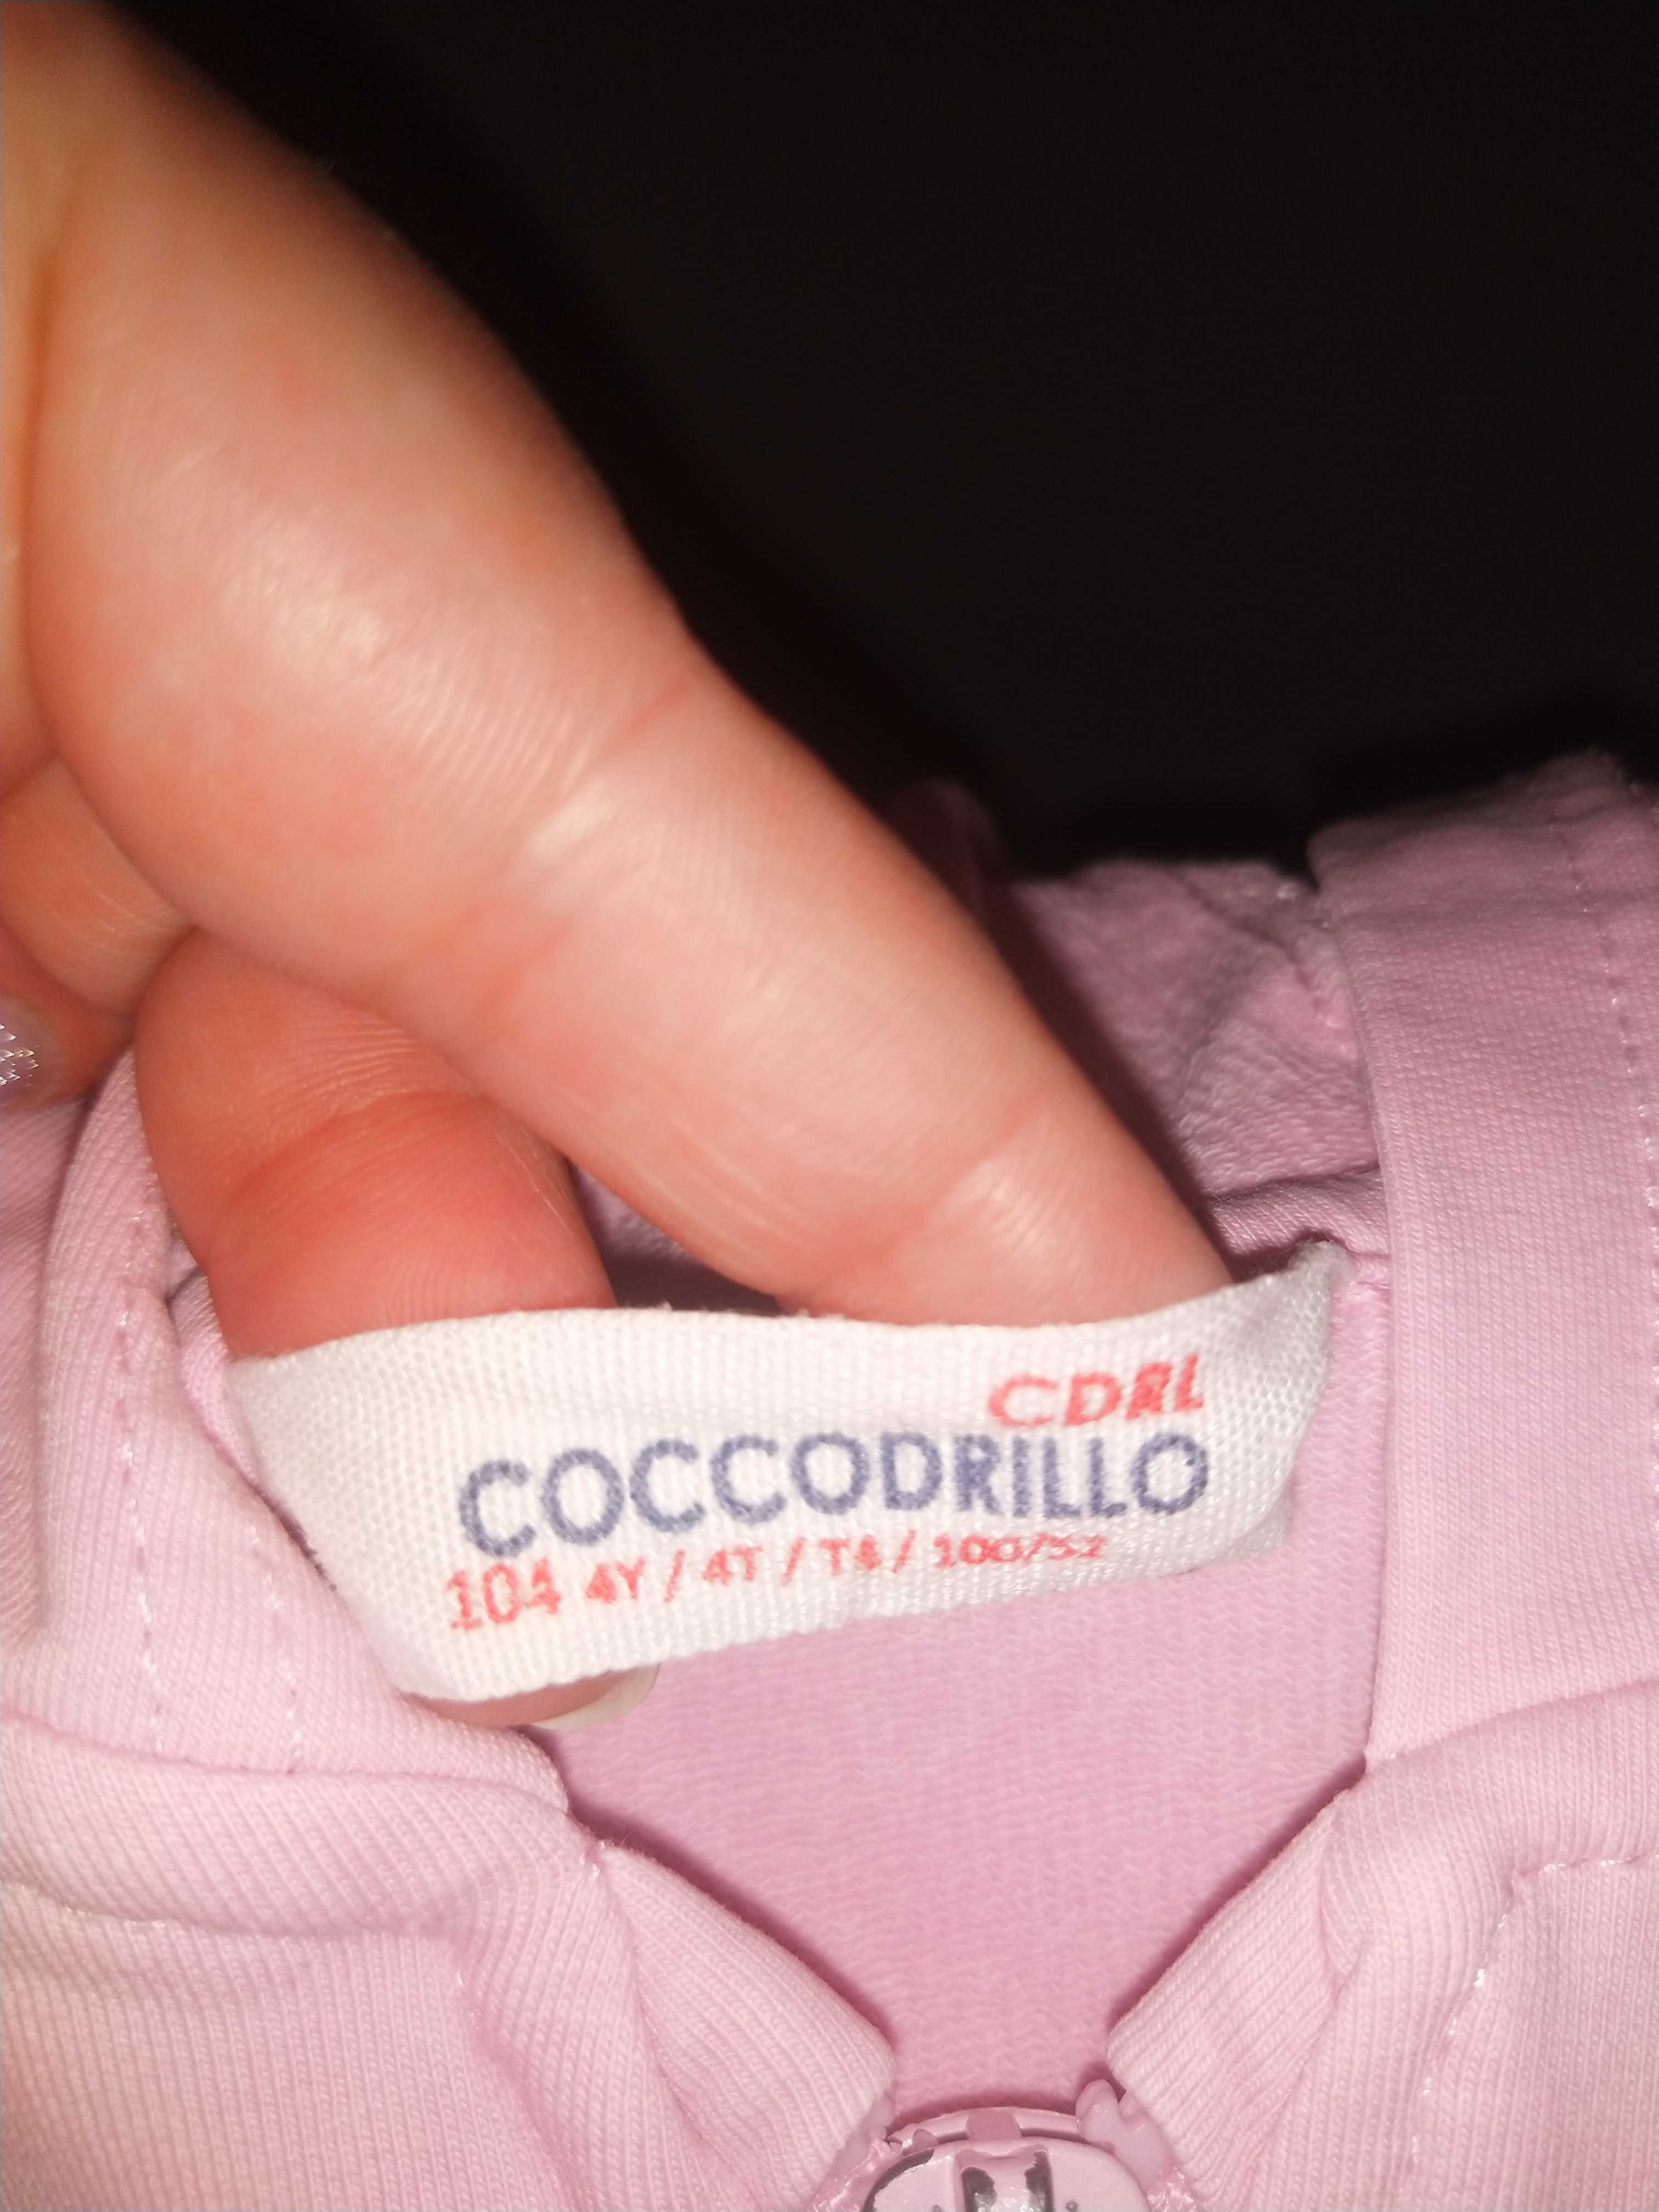 CDRL
COCCODRILLO
104 4Y / 4T / T4 / 100/52